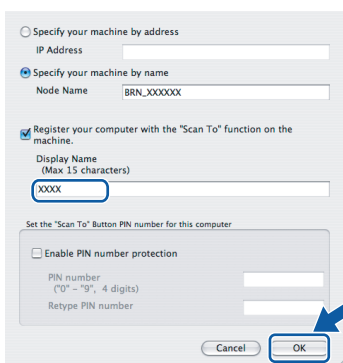 Specify your machine by address
IP Address
Specify your machine by name
Node Name BRN_XXXXXX
Register your computer with the "Scan To" function on the
machine.
Display Name
(Max 15 characters)
XXXX
Set the "Scan To" Button PIN number for this computer
Enable PIN number protection
PIN number
("0" – "9", 4 digits)
Retype PIN number
Cancel OK